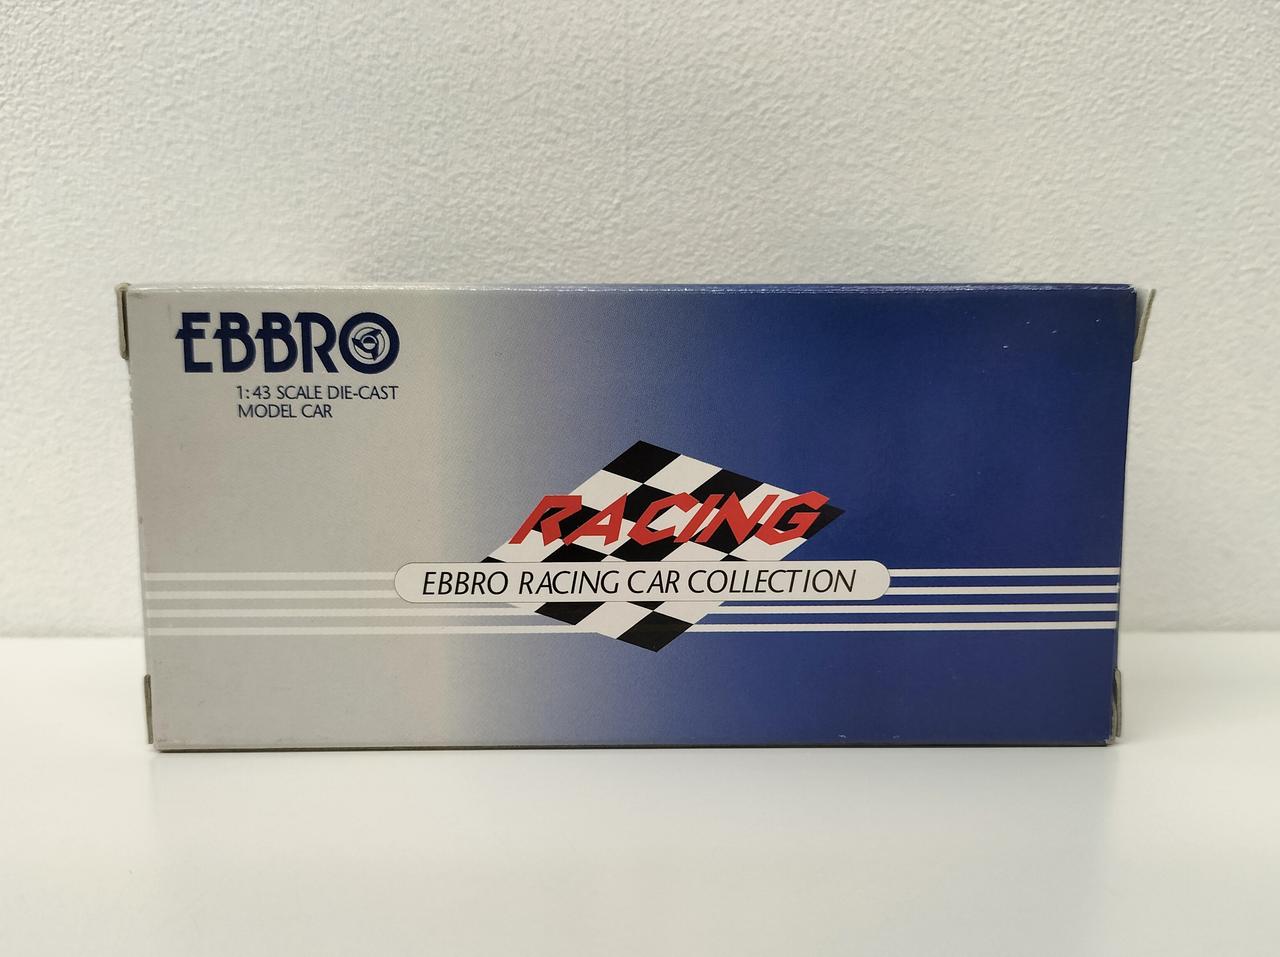 EBBRO
1:43 SCALE DIE-CAST
MODEL CAR
RACING
EBBRO RACING CAR COLLECTION